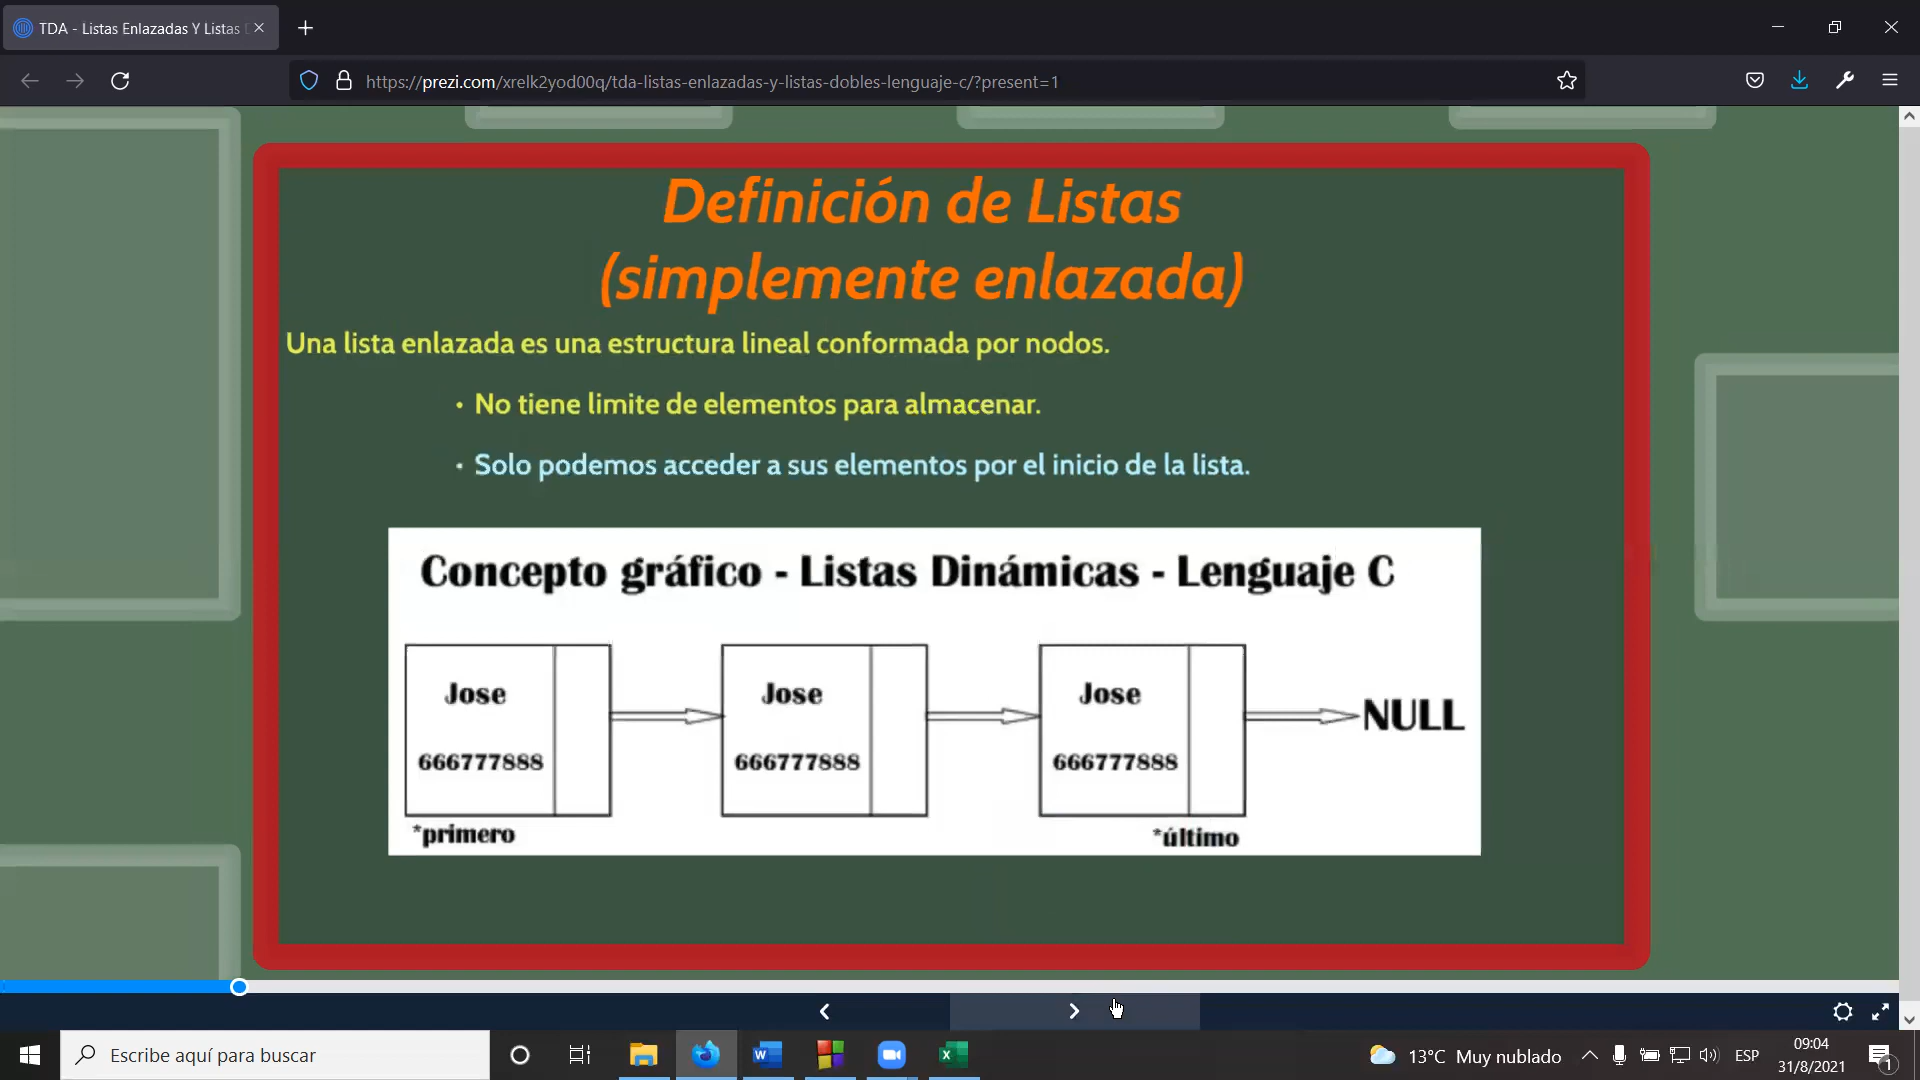 TDA - Listas Enlazadas Y Listas
https://prezi.com/xrelk2yod00q/tda-listas-enlazadas-y-listas-dobles-lenguaje-c/?present=1
Definición de Listas
(simplemente enlazada)
Una lista enlazada es una estructura lineal conformada por nodos.
• No tiene limite de elementos para almacenar.
• Solo podemos acceder a sus elementos por el inicio de la lista.
Concepto gráfico - Listas Dinámicas - Lenguaje C
Jose Jose Jose
NULL
666777888 666777888 666777888
*primero *último
Escribe aquí para buscar
13°C Muy nublado
ESP
09:04
31/8/2021
1